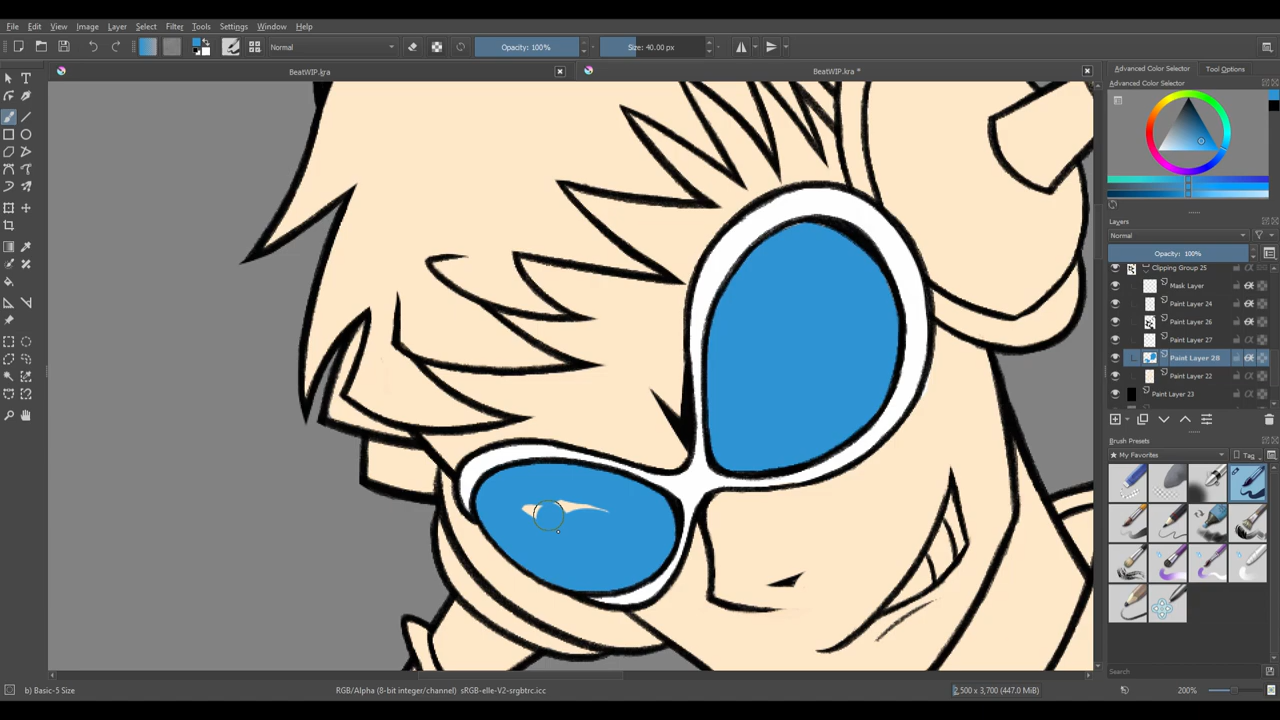 File Edit View Image Layer Select Filter Tools Settings Window Help
Normal Opacity: 100% Size: 40.00 px
BeatWIP.kra
BeatWIP.kra *
Advanced Color Selector Tool Options
Advanced Color Selector
Layers
Normal
Opacity: 100%
Clipping Group 25
Mask Layer
Paint Layer 24
Paint Layer 26
Paint Layer 27
Paint Layer 28
Paint Layer 22
Paint Layer 23
Brush Presets
My Favorites Tag
Search
b) Basic-5 Size RGB/Alpha (8-bit integer/channel) sRGB-elle-V2-srgbtrc.icc 2,500 x 3,700 (447.0 MiB) 200%